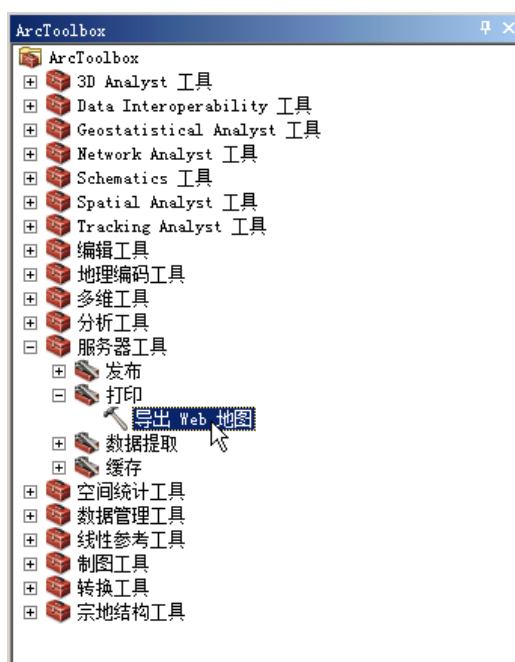 ArcToolbox
ArcToolbox
3D Analyst 工具
Data Interoperability 工具
Geostatistical Analyst 工具
Network Analyst 工具
Schematics 工具
Spatial Analyst 工具
Tracking Analyst 工具
编辑工具
地理编码工具
多维工具
分析工具
服务器工具
发布
打印
导出 Web 地图
数据提取
缓存
空间统计工具
数据管理工具
线性参考工具
制图工具
转换工具
宗地结构工具